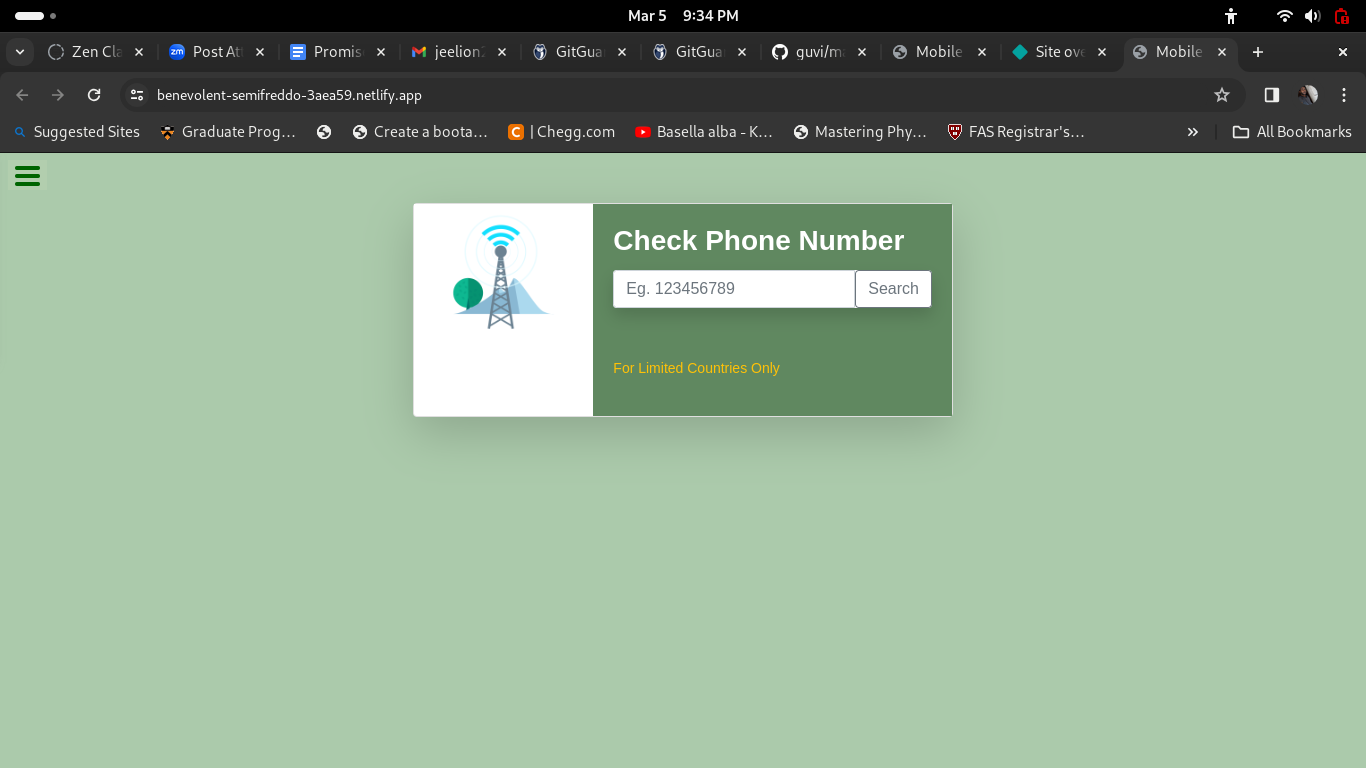 Mar 5 9:34 PM
Zen Cla
Post Att
Promise
jeelion2
GitGua
GitGua
guvi/ma
Mobile
Site ove
Mobile
benevolent-semifreddo-3aea59.netlify.app
Suggested Sites
Graduate Prog…
Create a boota…
| Chegg.com
Basella alba - K…
Mastering Phy…
FAS Registrar's…
»
All Bookmarks
Check Phone Number
Eg. 123456789
Search
For Limited Countries Only